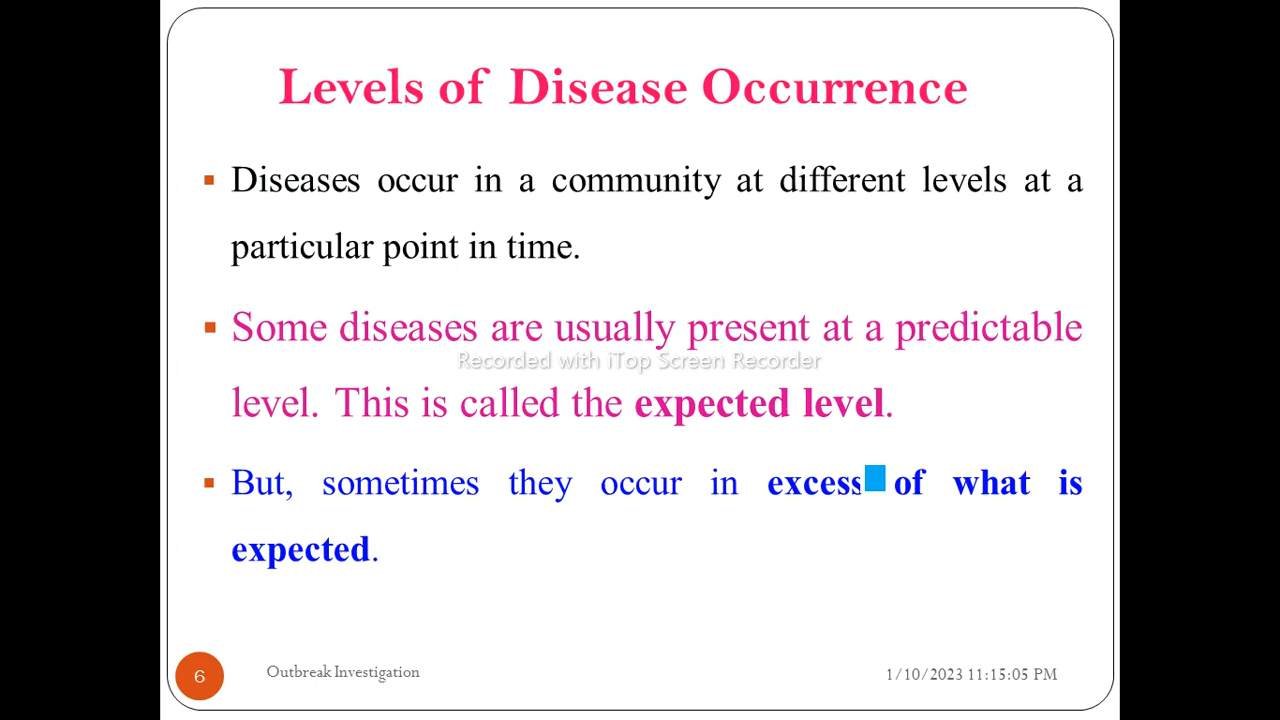 Levels of Disease Occurrence
▪ Diseases occur in a community at different levels at a
particular point in time.
▪ Some diseases are usually present at a predictable
Recorded with iTop Screen Recorder
level. This is called the expected level.
▪ But, sometimes they occur in excess of what is
expected.
6
Outbreak Investigation
1/10/2023 11:15:05 PM